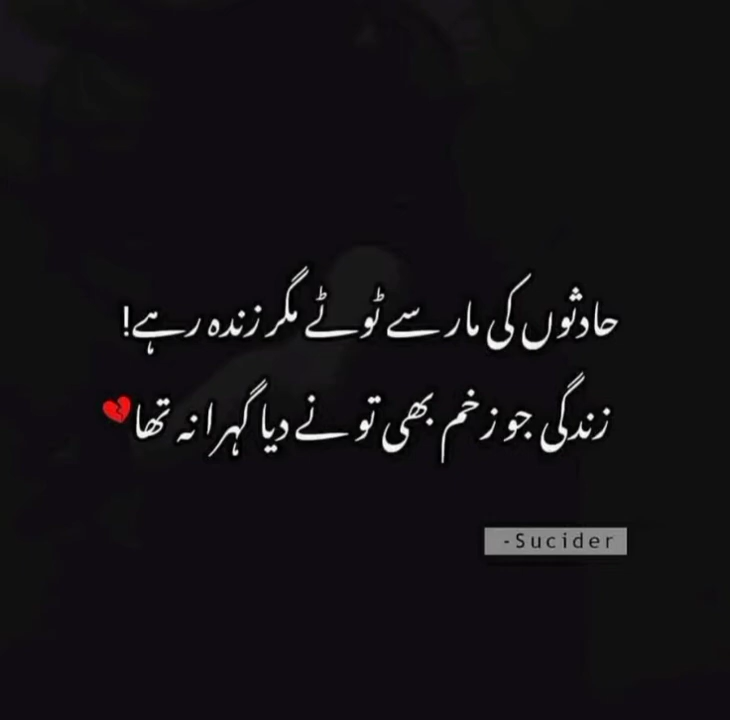 حادثوں کی مار سے ٹوٹے مگر زندہ رہے!
زندگی جو زخم بھی تو نے دیا گہرا نہ تھا💔
-Sucider